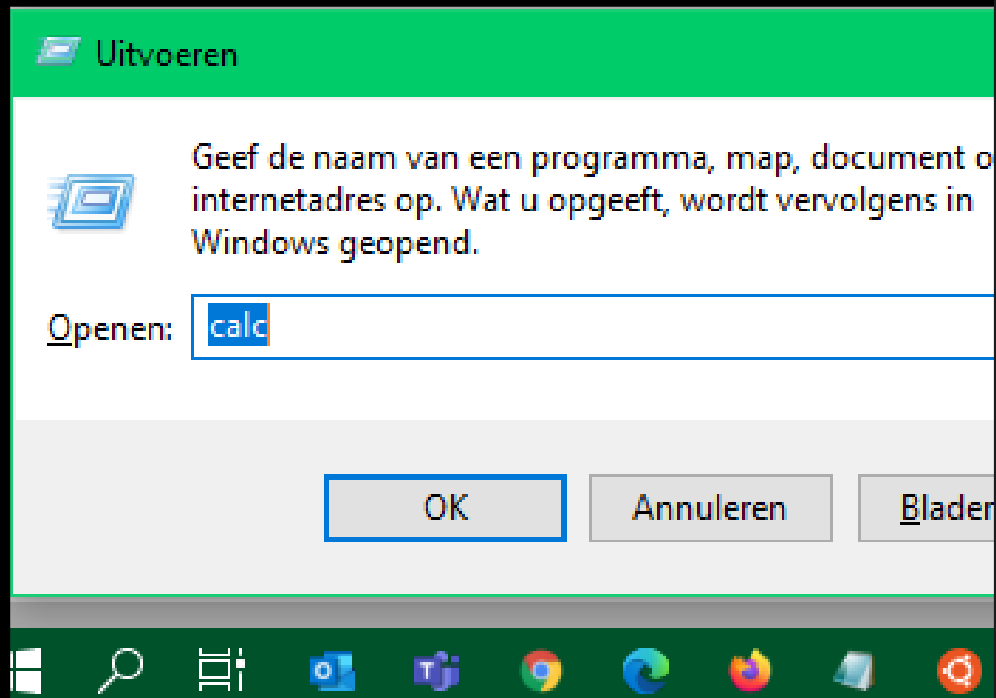 Uitvoeren
Geef de naam van een programma, map, document o
internetadres op. Wat u opgeeft, wordt vervolgens in
Windows geopend.
Openen: calc
OK Annuleren Blader